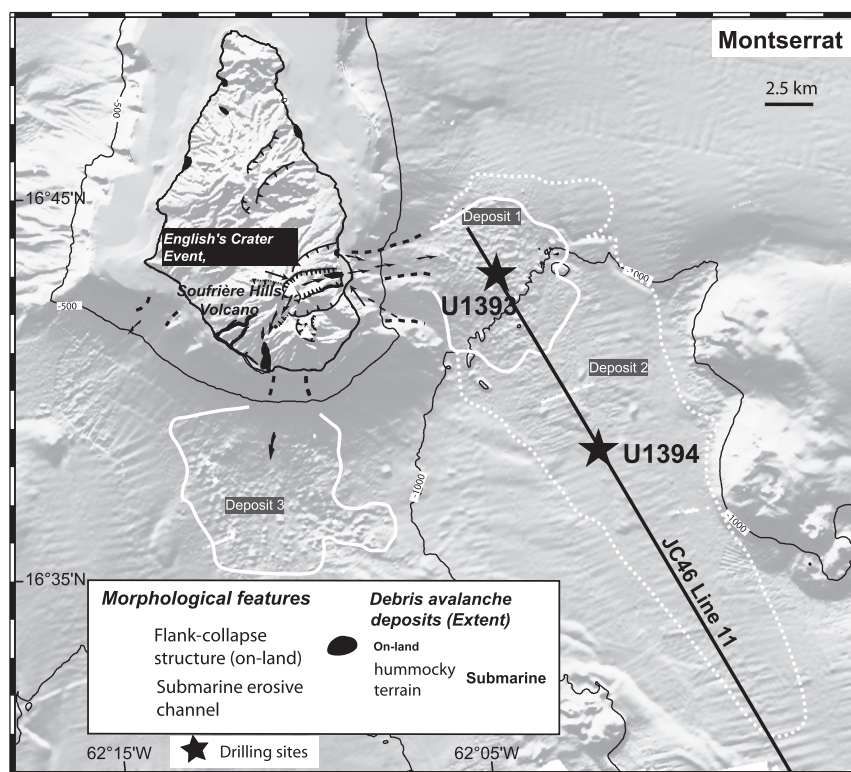 Montserrat
2.5 km
-500
16°45'N
Deposit 1
English's Crater
Event,
-1000
Soufrière Hills
Volcano
-500
U1393
Deposit 2
U1394
-1000
Deposit 3
-1000
JC46 Line 11
16°35'N
Morphological features
Flank-collapse
structure (on-land)
Submarine erosive
channel
Debris avalanche
deposits (Extent)
On-land
hummocky
terrain
Submarine
62°15'W
62°05'W
Drilling sites